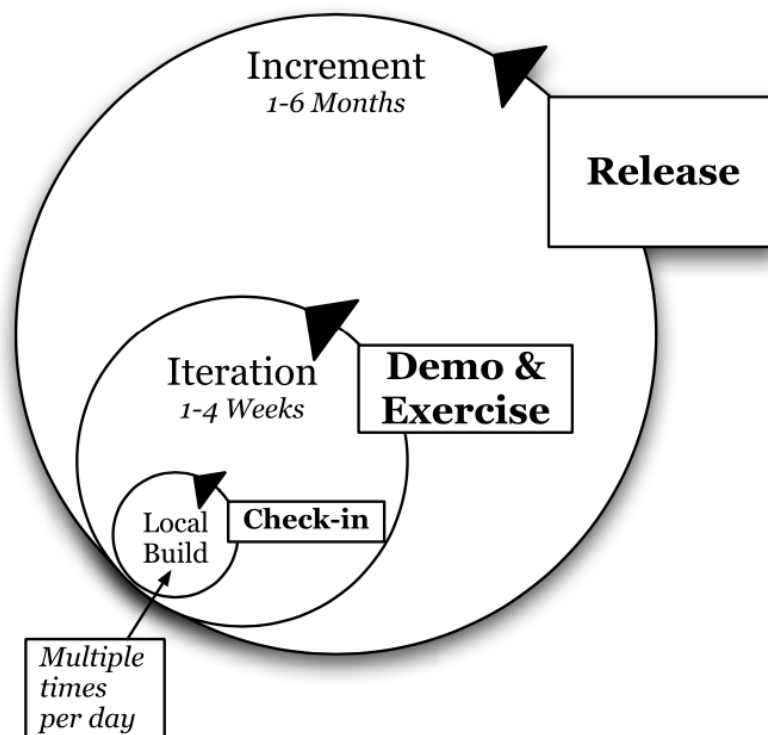 Increment
1-6 Months
Release
Iteration
1-4 Weeks
Demo &
Exercise
Local
Build
Check-in
Multiple
times
per day